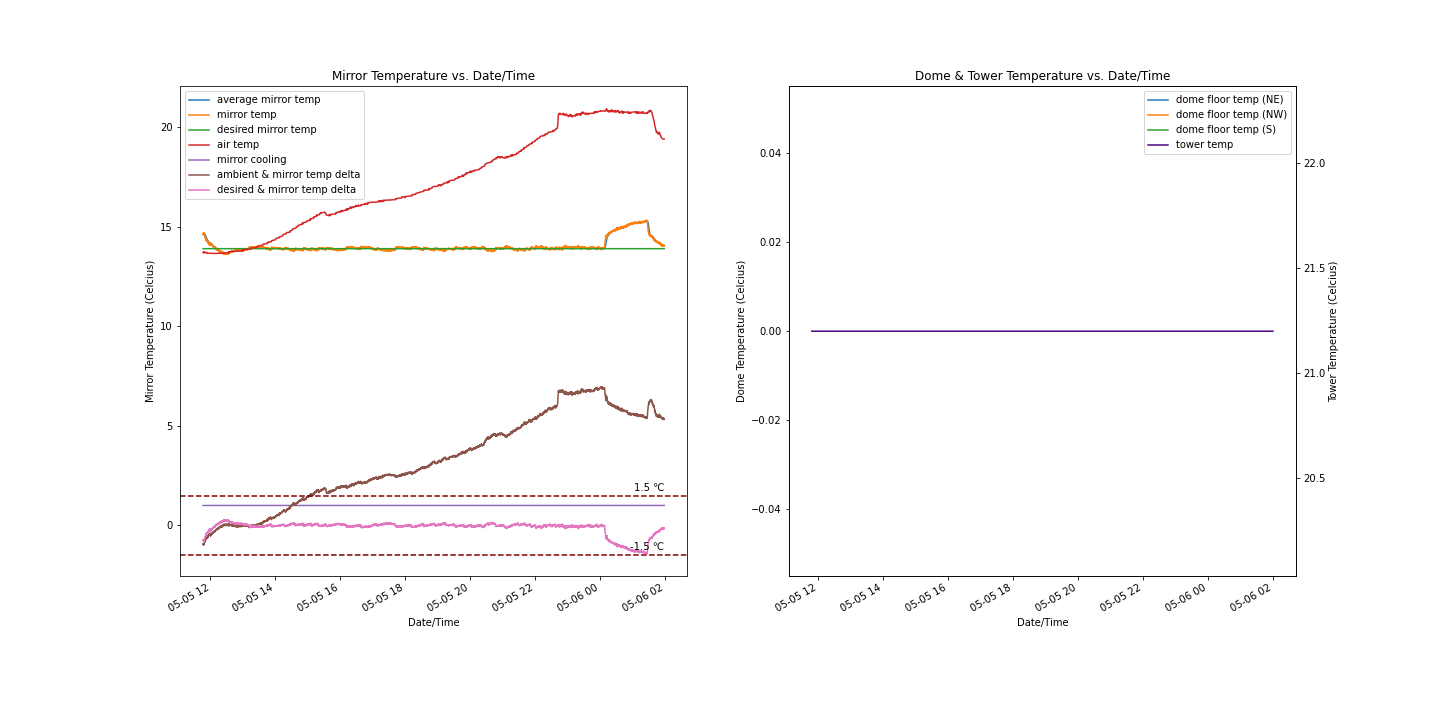 Mirror Temperature vs. Date/Time
average mirror temp
mirror temp
desired mirror temp
air temp
mirror cooling
ambient & mirror temp delta
desired & mirror temp delta
20
15
10
5
0
Mirror Temperature (Celcius)
1.5 °C
-1.5 °C
05-05 12
05-05 14
05-05 16
05-05 18
05-05 20
05-05 22
05-06 00
05-06 02
Date/Time
Dome & Tower Temperature vs. Date/Time
dome floor temp (NE)
dome floor temp (NW)
dome floor temp (S)
tower temp
0.04
0.02
0.00
−0.02
−0.04
Dome Temperature (Celcius)
22.0
21.5
21.0
20.5
Tower Temperature (Celcius)
05-05 12
05-05 14
05-05 16
05-05 18
05-05 20
05-05 22
05-06 00
05-06 02
Date/Time